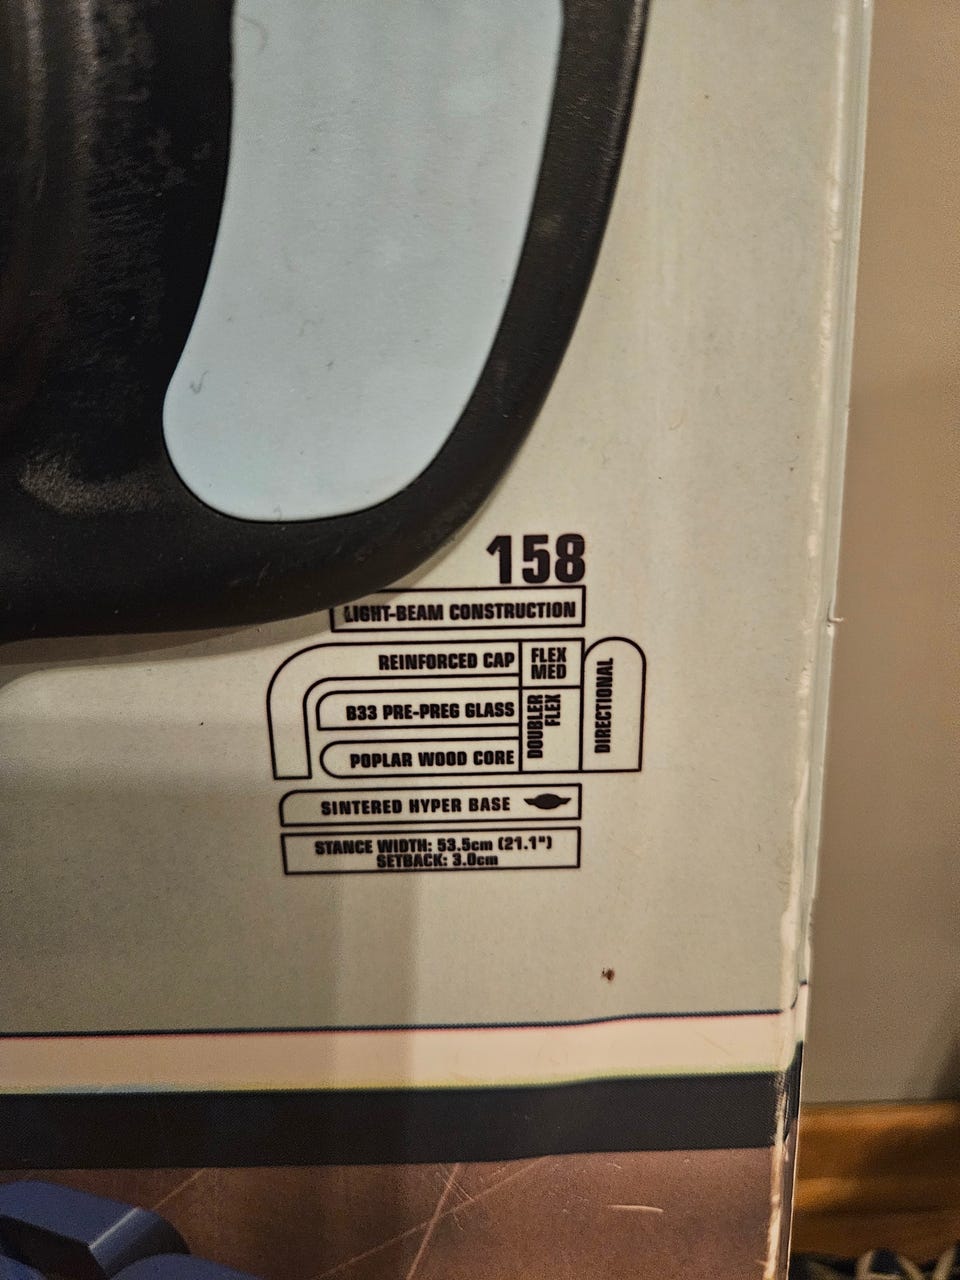 158
LIGHT-BEAM CONSTRUCTION
REINFORCED CAP
FLEX
MED
B33 PRE-PREG GLASS
DOUBLER
FLEX
POPLAR WOOD CORE
DIRECTIONAL
SINTERED HYPER BASE
STANCE WIDTH: 53.5cm (21.1")
SETBACK: 3.0cm